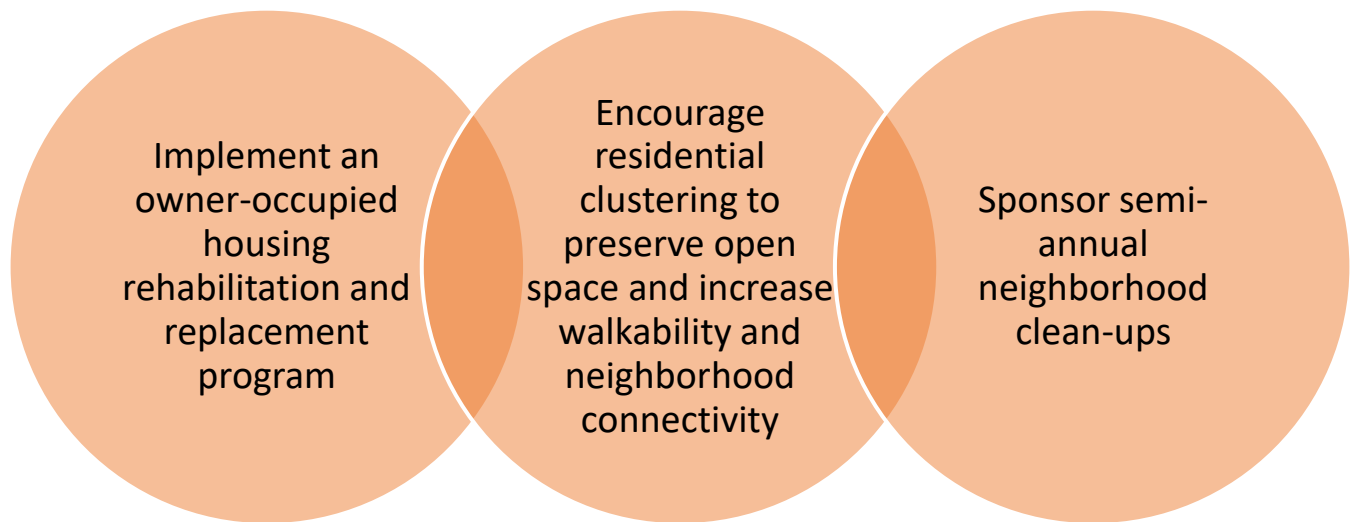 Implement an
owner-occupied
housing
rehabilitation and
replacement
program
Encourage
residential
clustering to
preserve open
space and increase
walkability and
neighborhood
connectivity
Sponsor semi-
annual
neighborhood
clean-ups